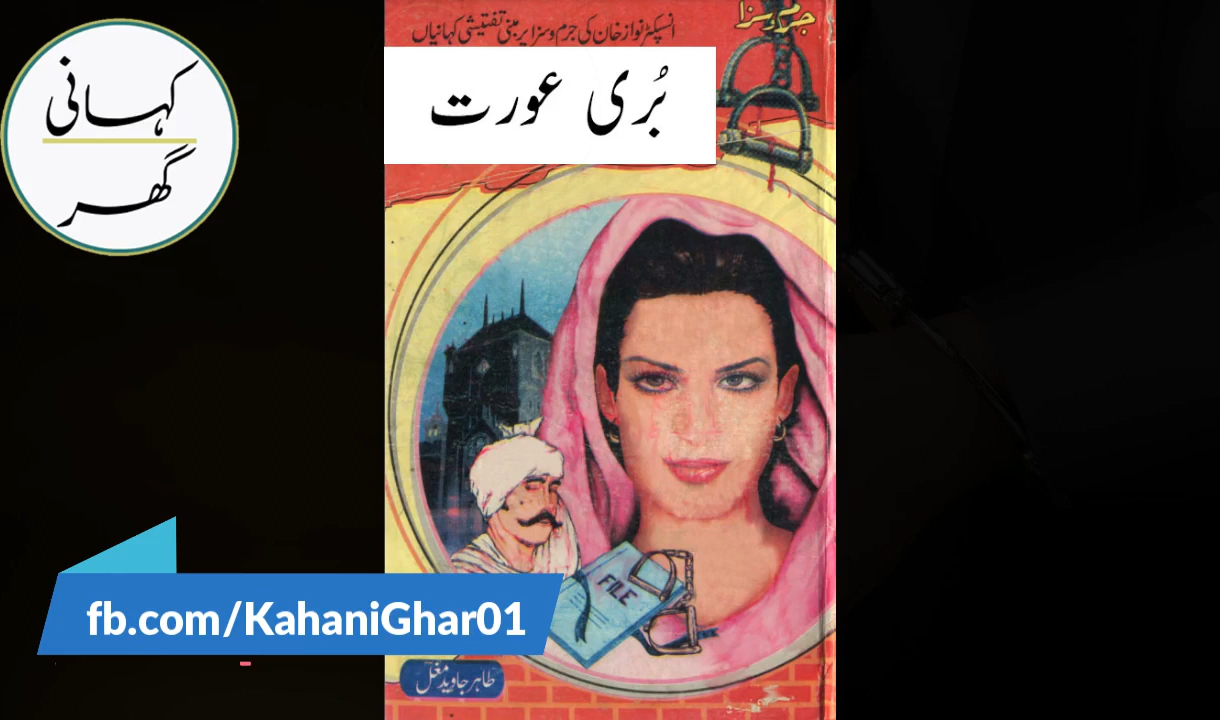 کہانی
گھر
جرم و سزا
انسپکٹر نواز خان کی جرم و سزا پر مبنی تفتیشی کہانیاں
بُری عورت
FILE
fb.com/KahaniGhar01
طاہر جاوید مغل